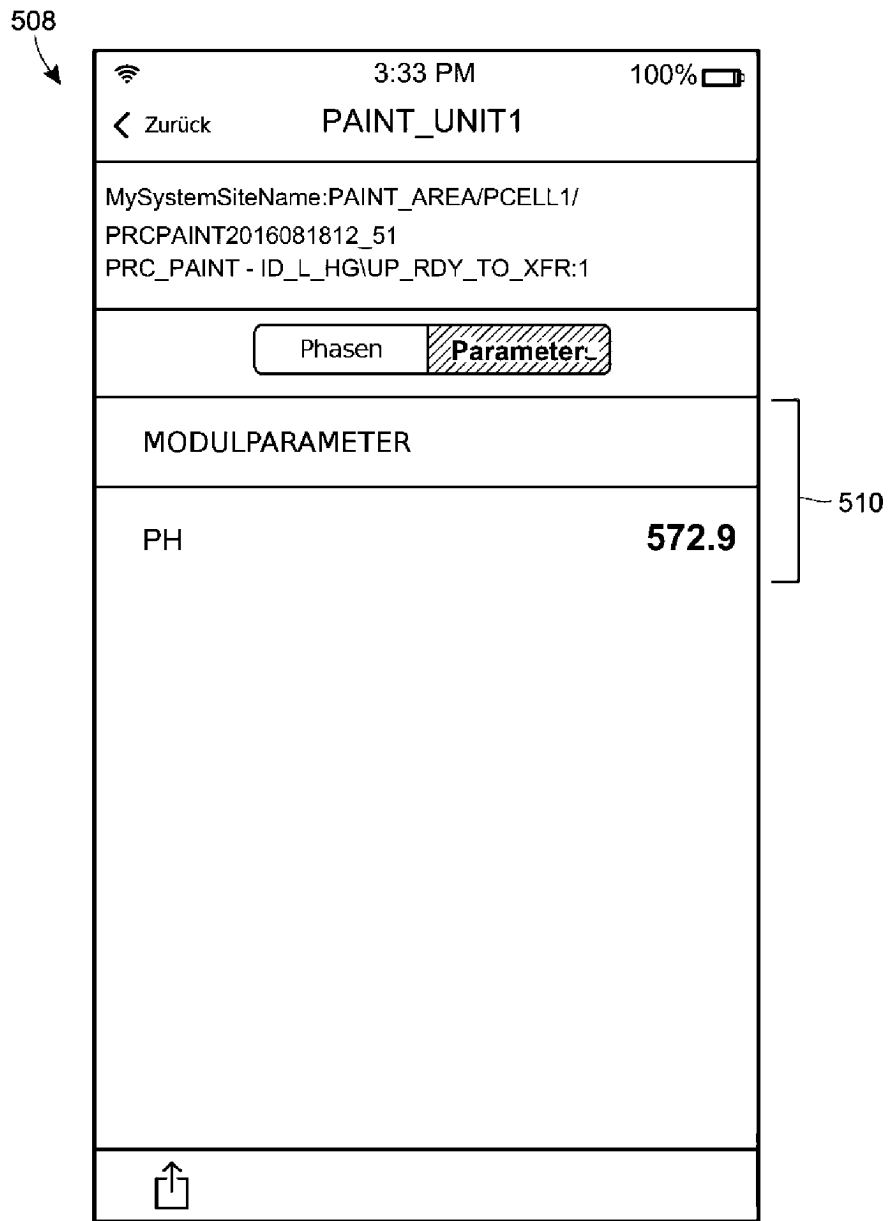 508
3:33 PM 100%
Zurück PAINT_UNIT1
MySystemSiteName:PAINT_AREA/PCELL1/
PRCPAINT2016081812_51
PRC_PAINT - ID_L_HG\UP_RDY_TO_XFR:1
Phasen Parameter
MODULPARAMETER
510
PH 572.9